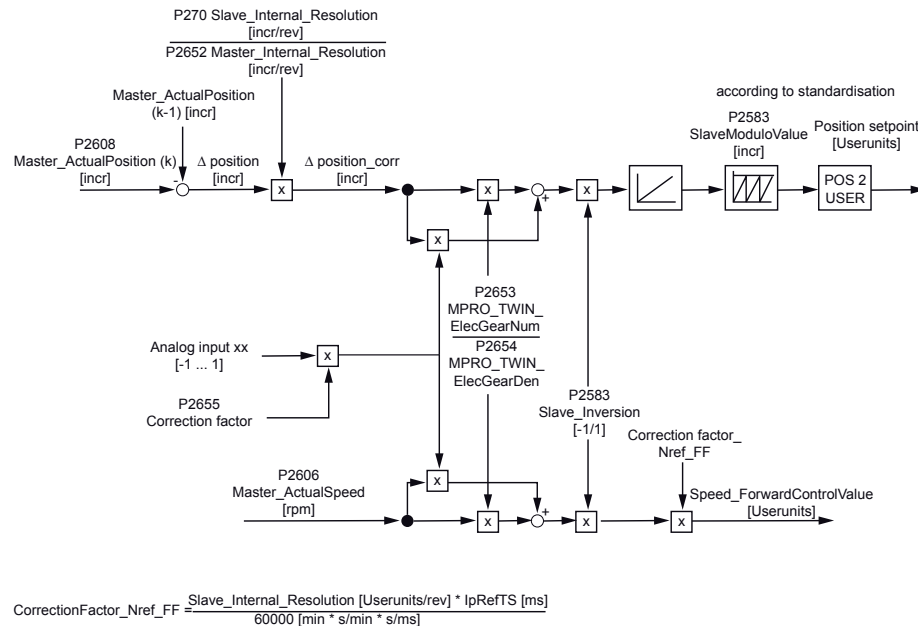 P270 Slave_Internal_Resolution
[incr/rev]
P2652 Master_Internal_Resolution
[incr/rev]
Master_ActualPosition
(k-1) [incr]
according to standardisation
P2608
Master_ActualPosition (k)
[incr]
-
Δ position
[incr]
x
Δ position_corr
[incr]
x
+
x
P2583
SlaveModuloValue
[incr]
Position setpoint
[Userunits]
POS 2
USER
x
P2653
MPRO_TWIN_
ElecGearNum
P2654
MPRO_TWIN_
ElecGearDen
Analog input xx
[-1 ... 1]
x
P2655
Correction factor
P2583
Slave_Inversion
[-1/1]
Correction factor_
Nref_FF
P2606
Master_ActualSpeed
[rpm]
x
x
+
x
x
Speed_ForwardControlValue
[Userunits]
CorrectionFactor_Nref_FF = Slave_Internal_Resolution [Userunits/rev] * IpRefTS [ms]
60000 [min * s/min * s/ms]